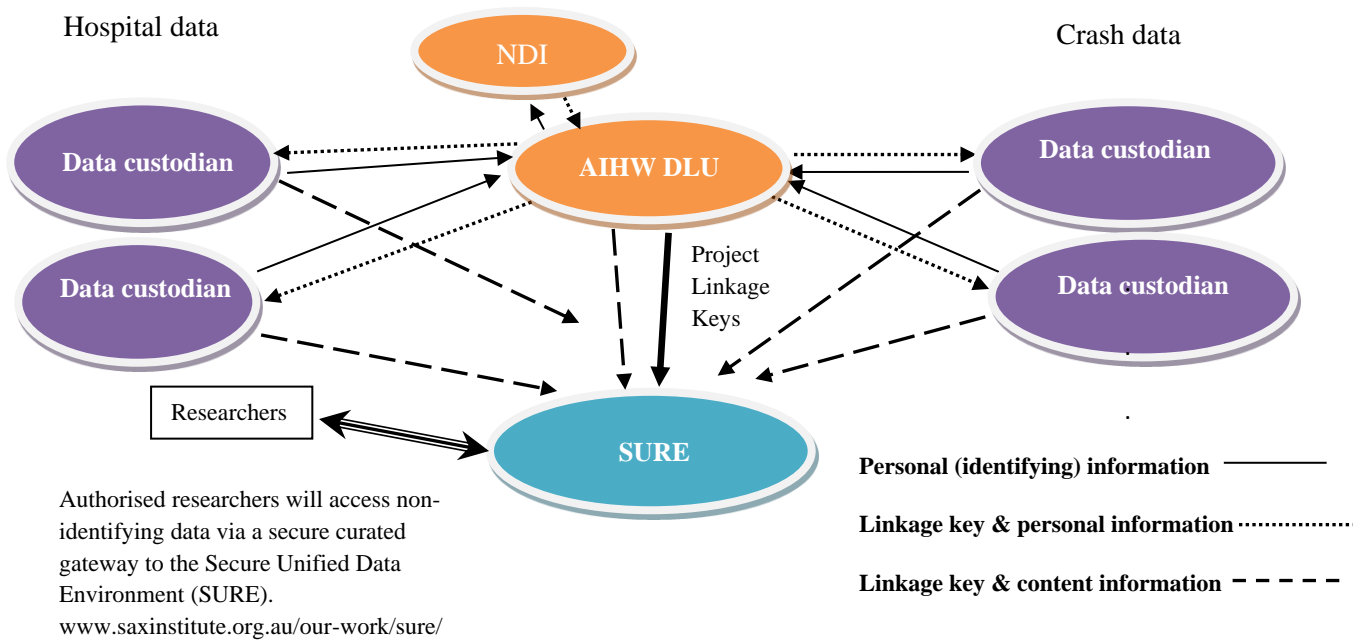 Hospital data
NDI
Crash data
Data custodian
AIHW DLU
Data custodian
Data custodian
Data custodian
Project
Linkage
Keys
Researchers
SURE
Personal (identifying) information
Linkage key & personal information
Linkage key & content information
Authorised researchers will access non-
identifying data via a secure curated
gateway to the Secure Unified Data
Environment (SURE).
www.saxinstitute.org.au/our-work/sure/